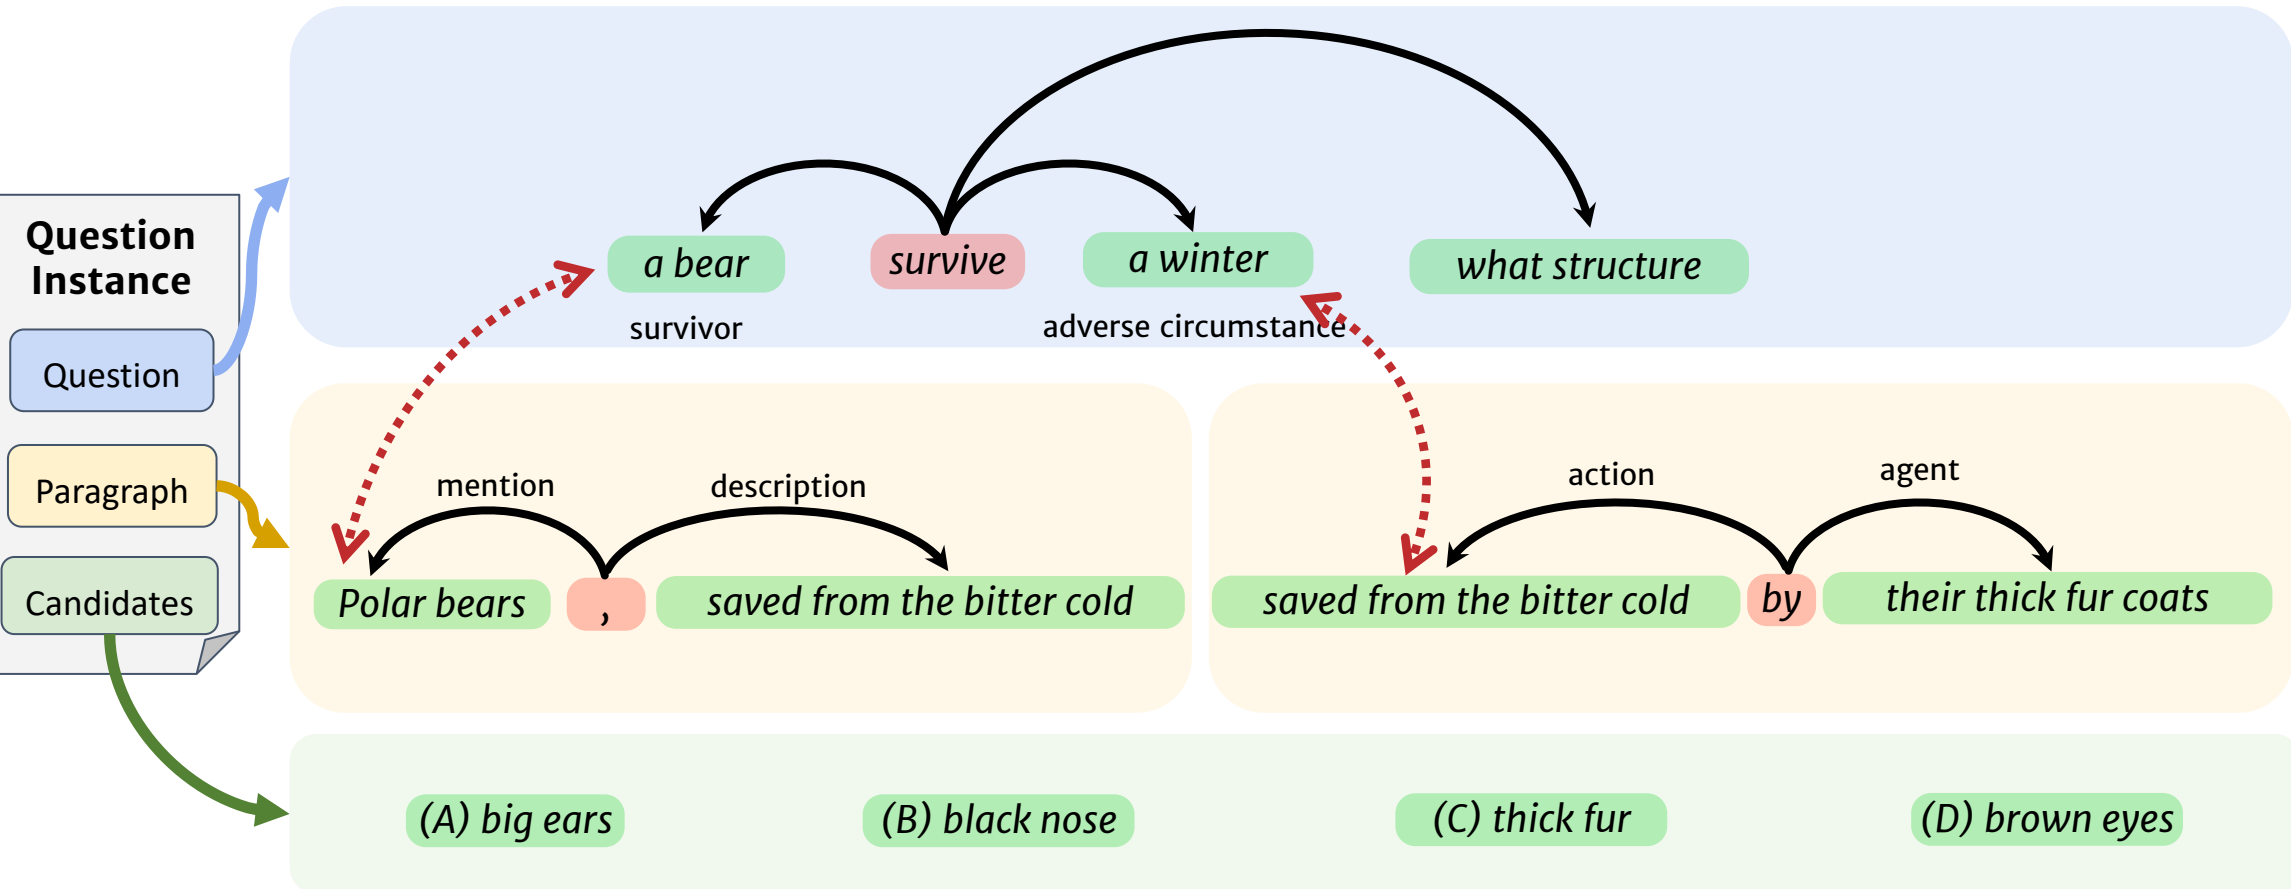 Question
Instance
Question
Paragraph
Candidates
a bear
survive
a winter
what structure
survivor
adverse circumstance
mention
description
Polar bears
,
saved from the bitter cold
action
agent
saved from the bitter cold
by
their thick fur coats
(A) big ears
(B) black nose
(C) thick fur
(D) brown eyes